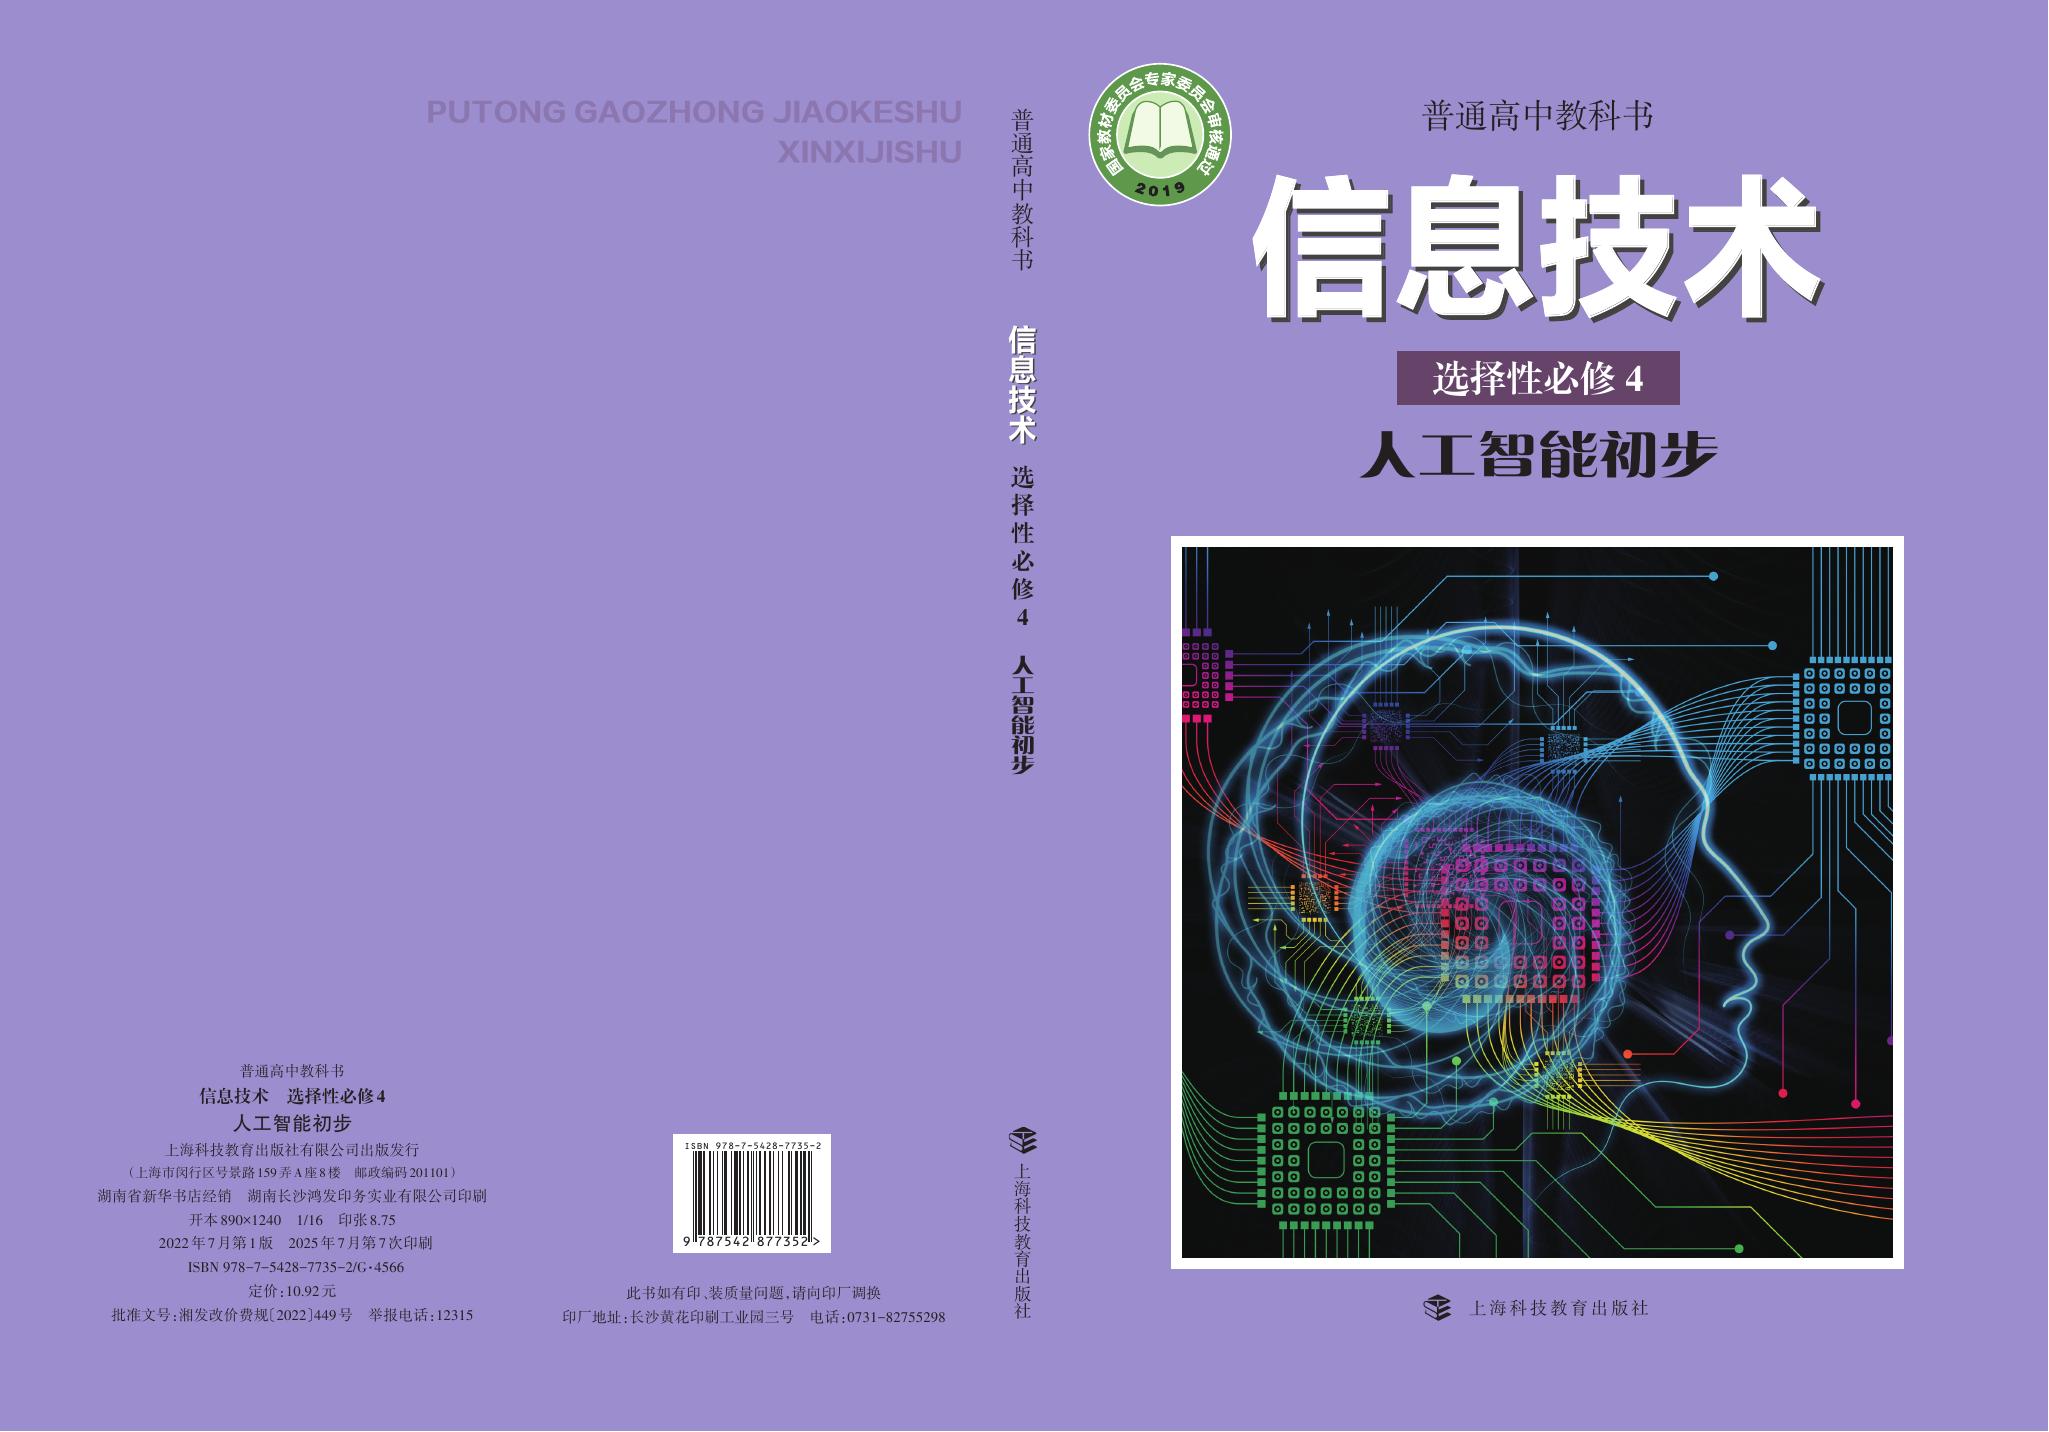 PUTONG GAOZHONG JIAOKESHU
XINXIJISHU
普通高中教科书
信息技术　选择性必修4
人工智能初步
上海科技教育出版社有限公司出版发行
（上海市闵行区号景路159弄A座8楼　邮政编码201101）
湖南省新华书店经销　湖南长沙鸿发印务实业有限公司印刷
开本890×1240　1/16　印张8.75
2022年7月第1版　2025年7月第7次印刷
ISBN 978-7-5428-7735-2/G·4566
定价:10.92元
批准文号:湘发改价费规〔2022〕449号　举报电话:12315
ISBN 978-7-5428-7735-2
9 787542 877352 >
此书如有印、装质量问题,请向印厂调换
印厂地址:长沙黄花印刷工业园三号　电话:0731-82755298
普通高中教科书　信息技术　选择性必修4　人工智能初步　上海科技教育出版社
国家教材委员会专家委员会审核通过
2019
普通高中教科书
信息技术
选择性必修 4
人工智能初步
上海科技教育出版社